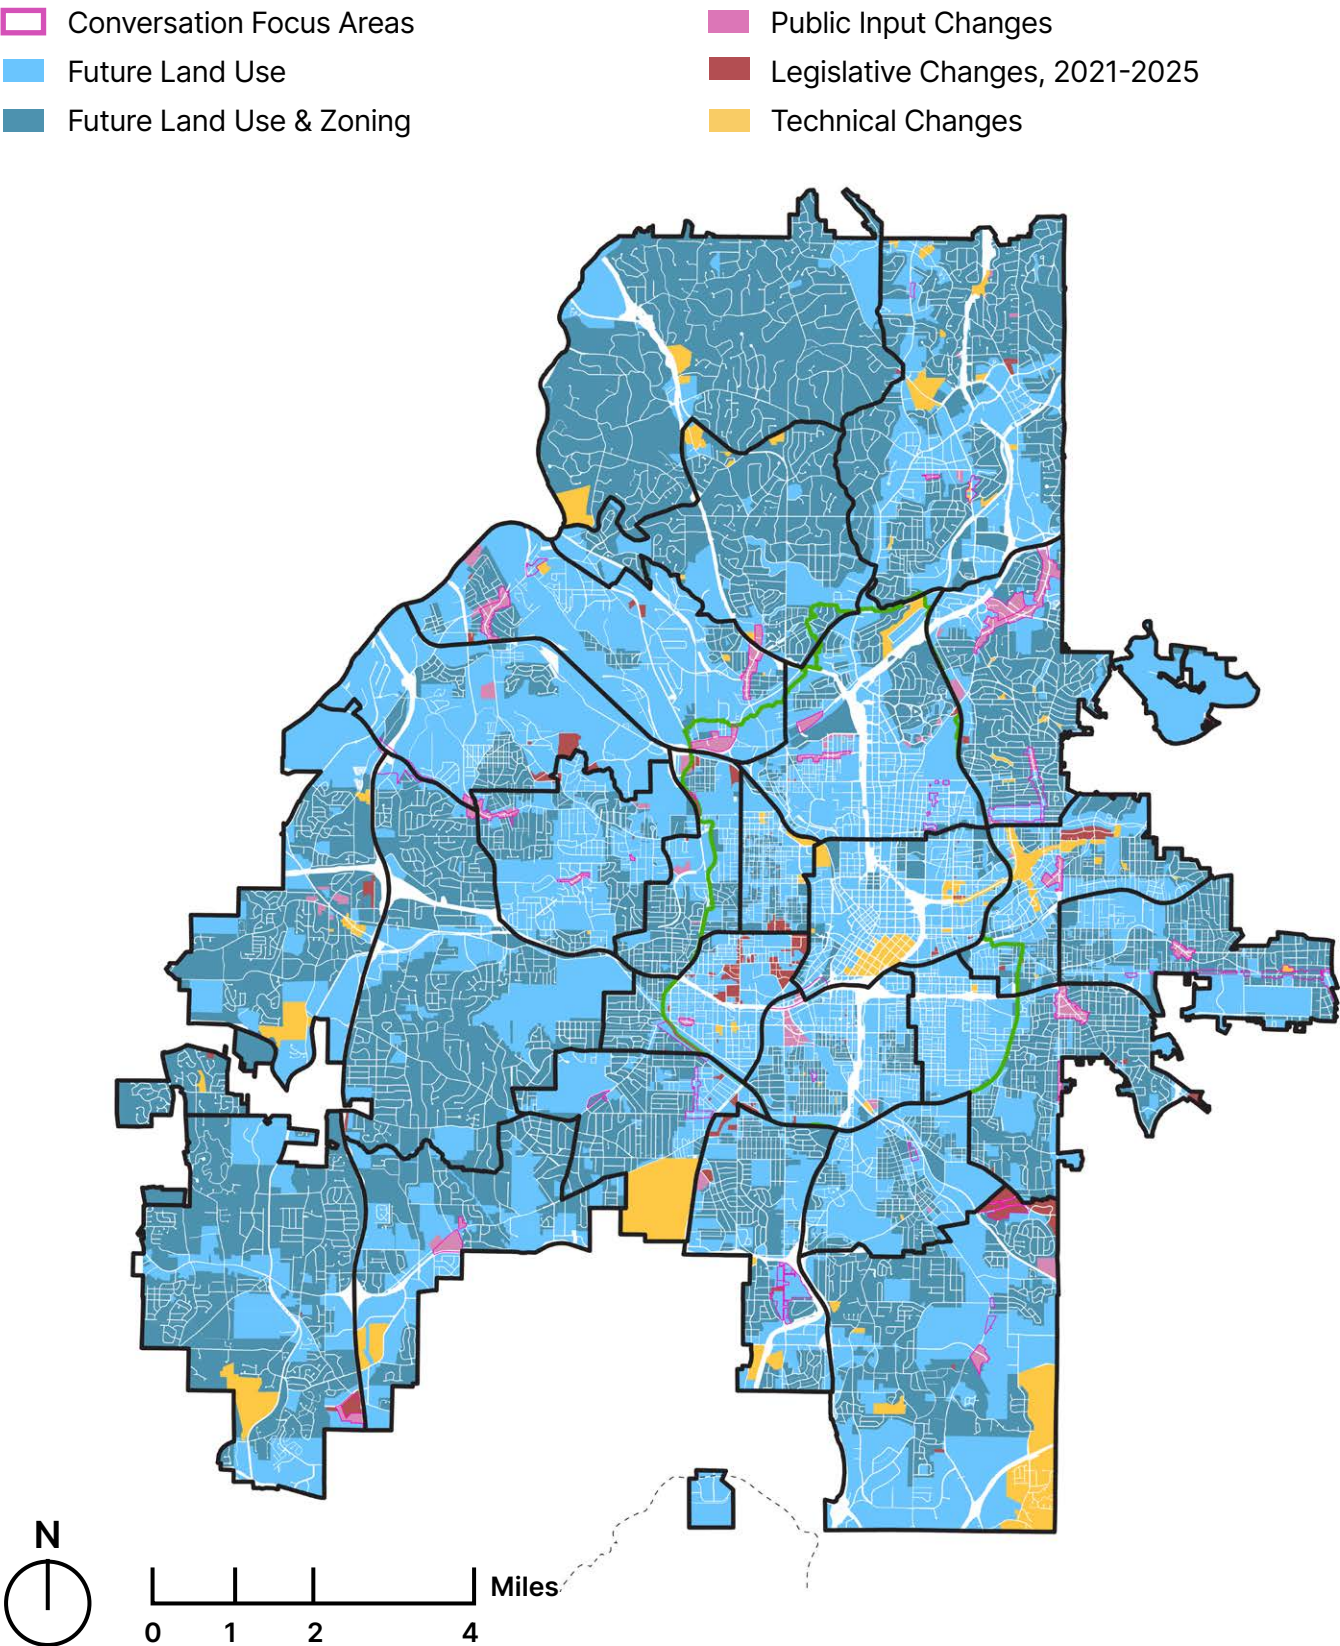 Conversation Focus Areas
Future Land Use
Future Land Use & Zoning
Public Input Changes
Legislative Changes, 2021-2025
Technical Changes
N
Miles
0 1 2 4